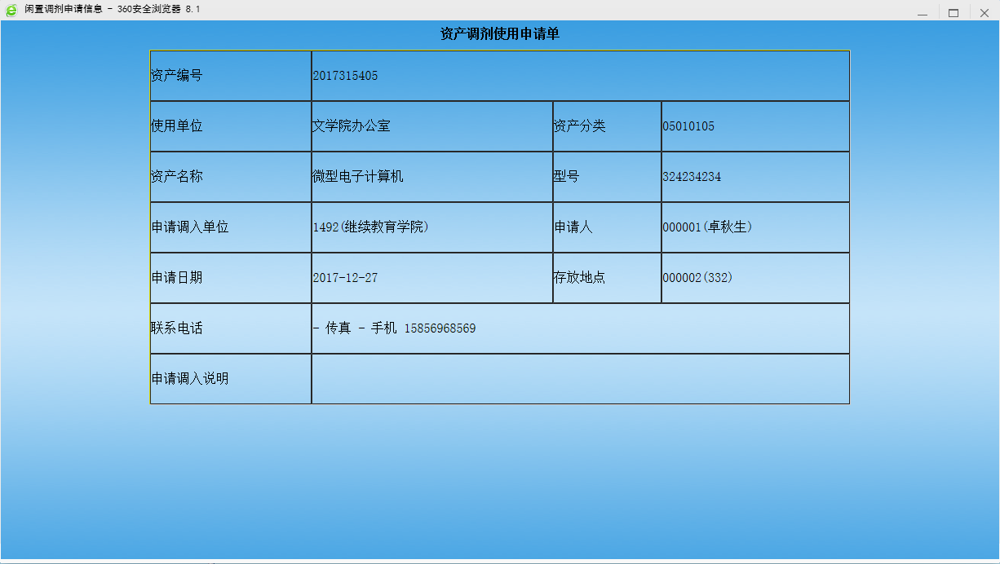 闲置调剂申请信息 - 360安全浏览器 8.1
资产调剂使用申请单
资产编号 2017315405
使用单位 文学院办公室 资产分类 05010105
资产名称 微型电子计算机 型号 324234234
申请调入单位 1492(继续教育学院) 申请人 000001(卓秋生)
申请日期 2017-12-27 存放地点 000002(332)
联系电话 - 传真 - 手机 15856968569
申请调入说明